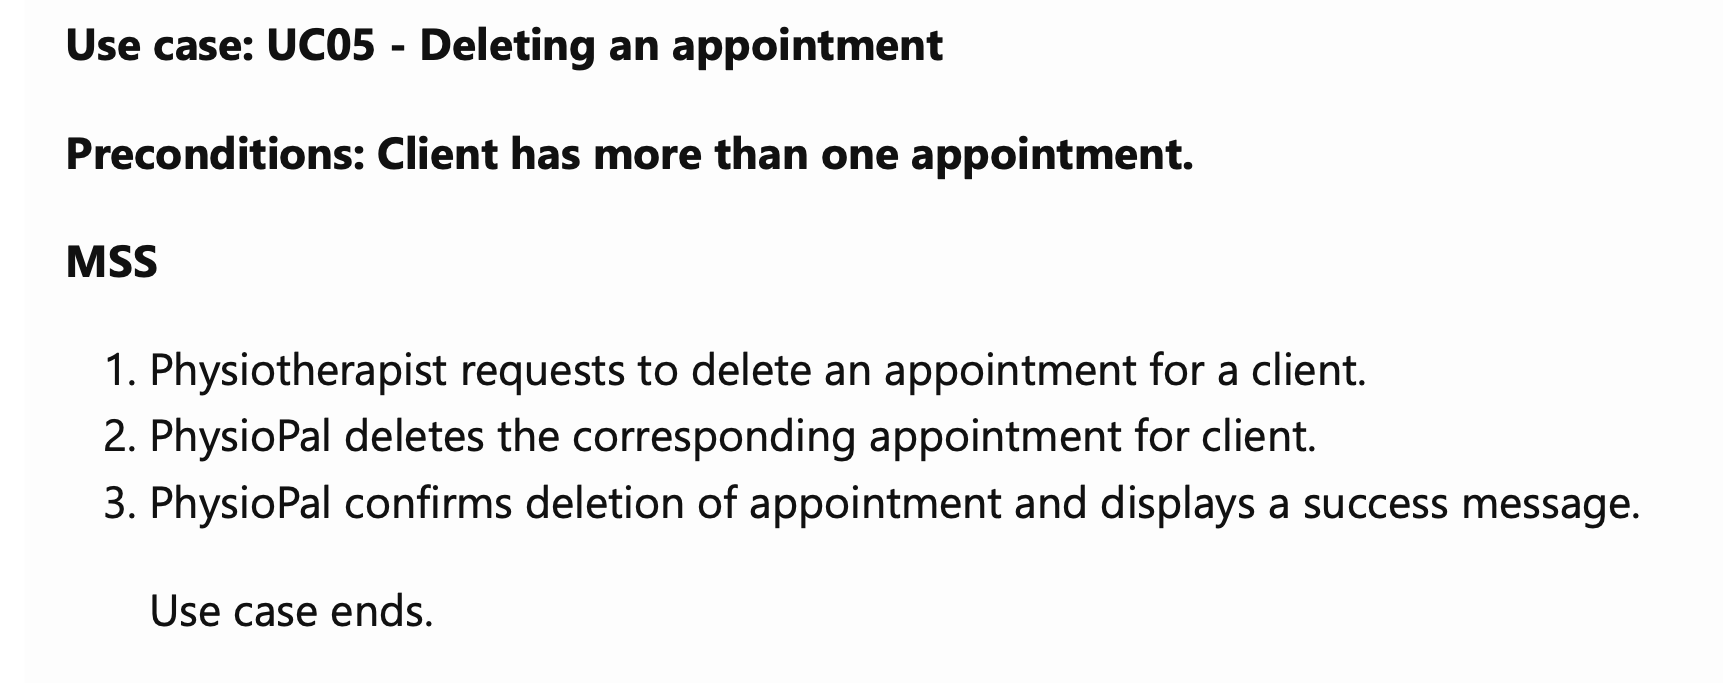 Use case: UC05 - Deleting an appointment
Preconditions: Client has more than one appointment.
MSS
1. Physiotherapist requests to delete an appointment for a client.
2. PhysioPal deletes the corresponding appointment for client.
3. PhysioPal confirms deletion of appointment and displays a success message.
Use case ends.